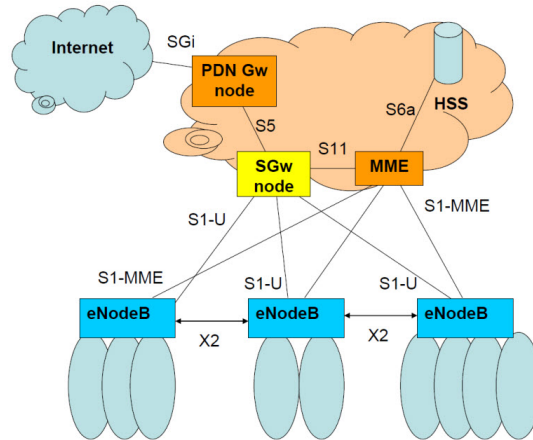 Internet
SGi
PDN Gw
node
S6a
HSS
S5
S11
SGw
node
MME
S1-U
S1-MME
S1-MME
S1-U
S1-U
eNodeB
eNodeB
eNodeB
X2
X2